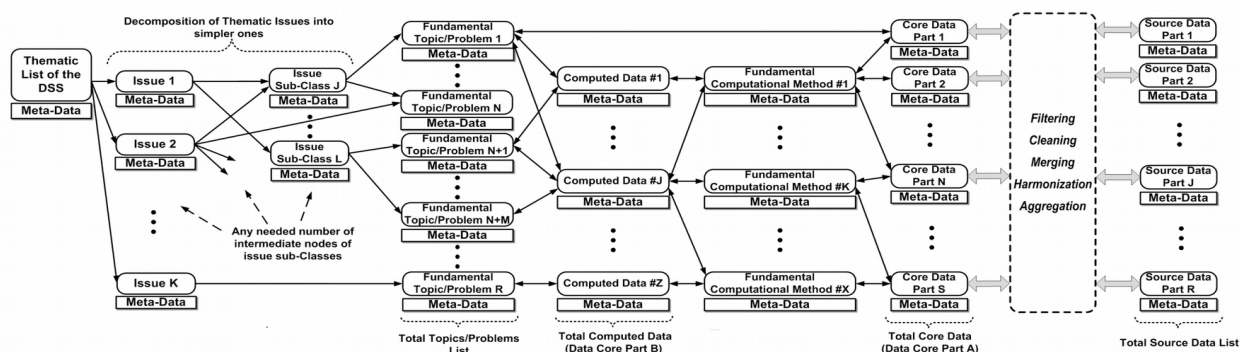 Decomposition of Thematic Issues into
simpler ones
Thematic
List of the
DSS
Meta-Data
Issue 1
Meta-Data
Issue 2
Meta-Data
Issue K
Meta-Data
Issue
Sub-Class J
Meta-Data
Issue
Sub-Class L
Meta-Data
Any needed number of
intermediate nodes of
issue sub-Classes
Fundamental
Topic/Problem 1
Meta-Data
Fundamental
Topic/Problem N
Meta-Data
Fundamental
Topic/Problem N+1
Meta-Data
Fundamental
Topic/Problem N+M
Meta-Data
Fundamental
Topic/Problem R
Meta-Data
Total Topics/Problems
List
Computed Data #1
Meta-Data
Computed Data #J
Meta-Data
Computed Data #Z
Meta-Data
Total Computed Data
(Data Core Part B)
Fundamental
Computational Method #1
Meta-Data
Fundamental
Computational Method #K
Meta-Data
Fundamental
Computational Method #X
Meta-Data
Core Data
Part 1
Meta-Data
Core Data
Part 2
Meta-Data
Core Data
Part N
Meta-Data
Core Data
Part S
Meta-Data
Total Core Data
(Data Core Part A)
Filtering
Cleaning
Merging
Harmonization
Aggregation
Source Data
Part 1
Meta-Data
Source Data
Part 2
Meta-Data
Source Data
Part J
Meta-Data
Source Data
Part R
Meta-Data
Total Source Data List